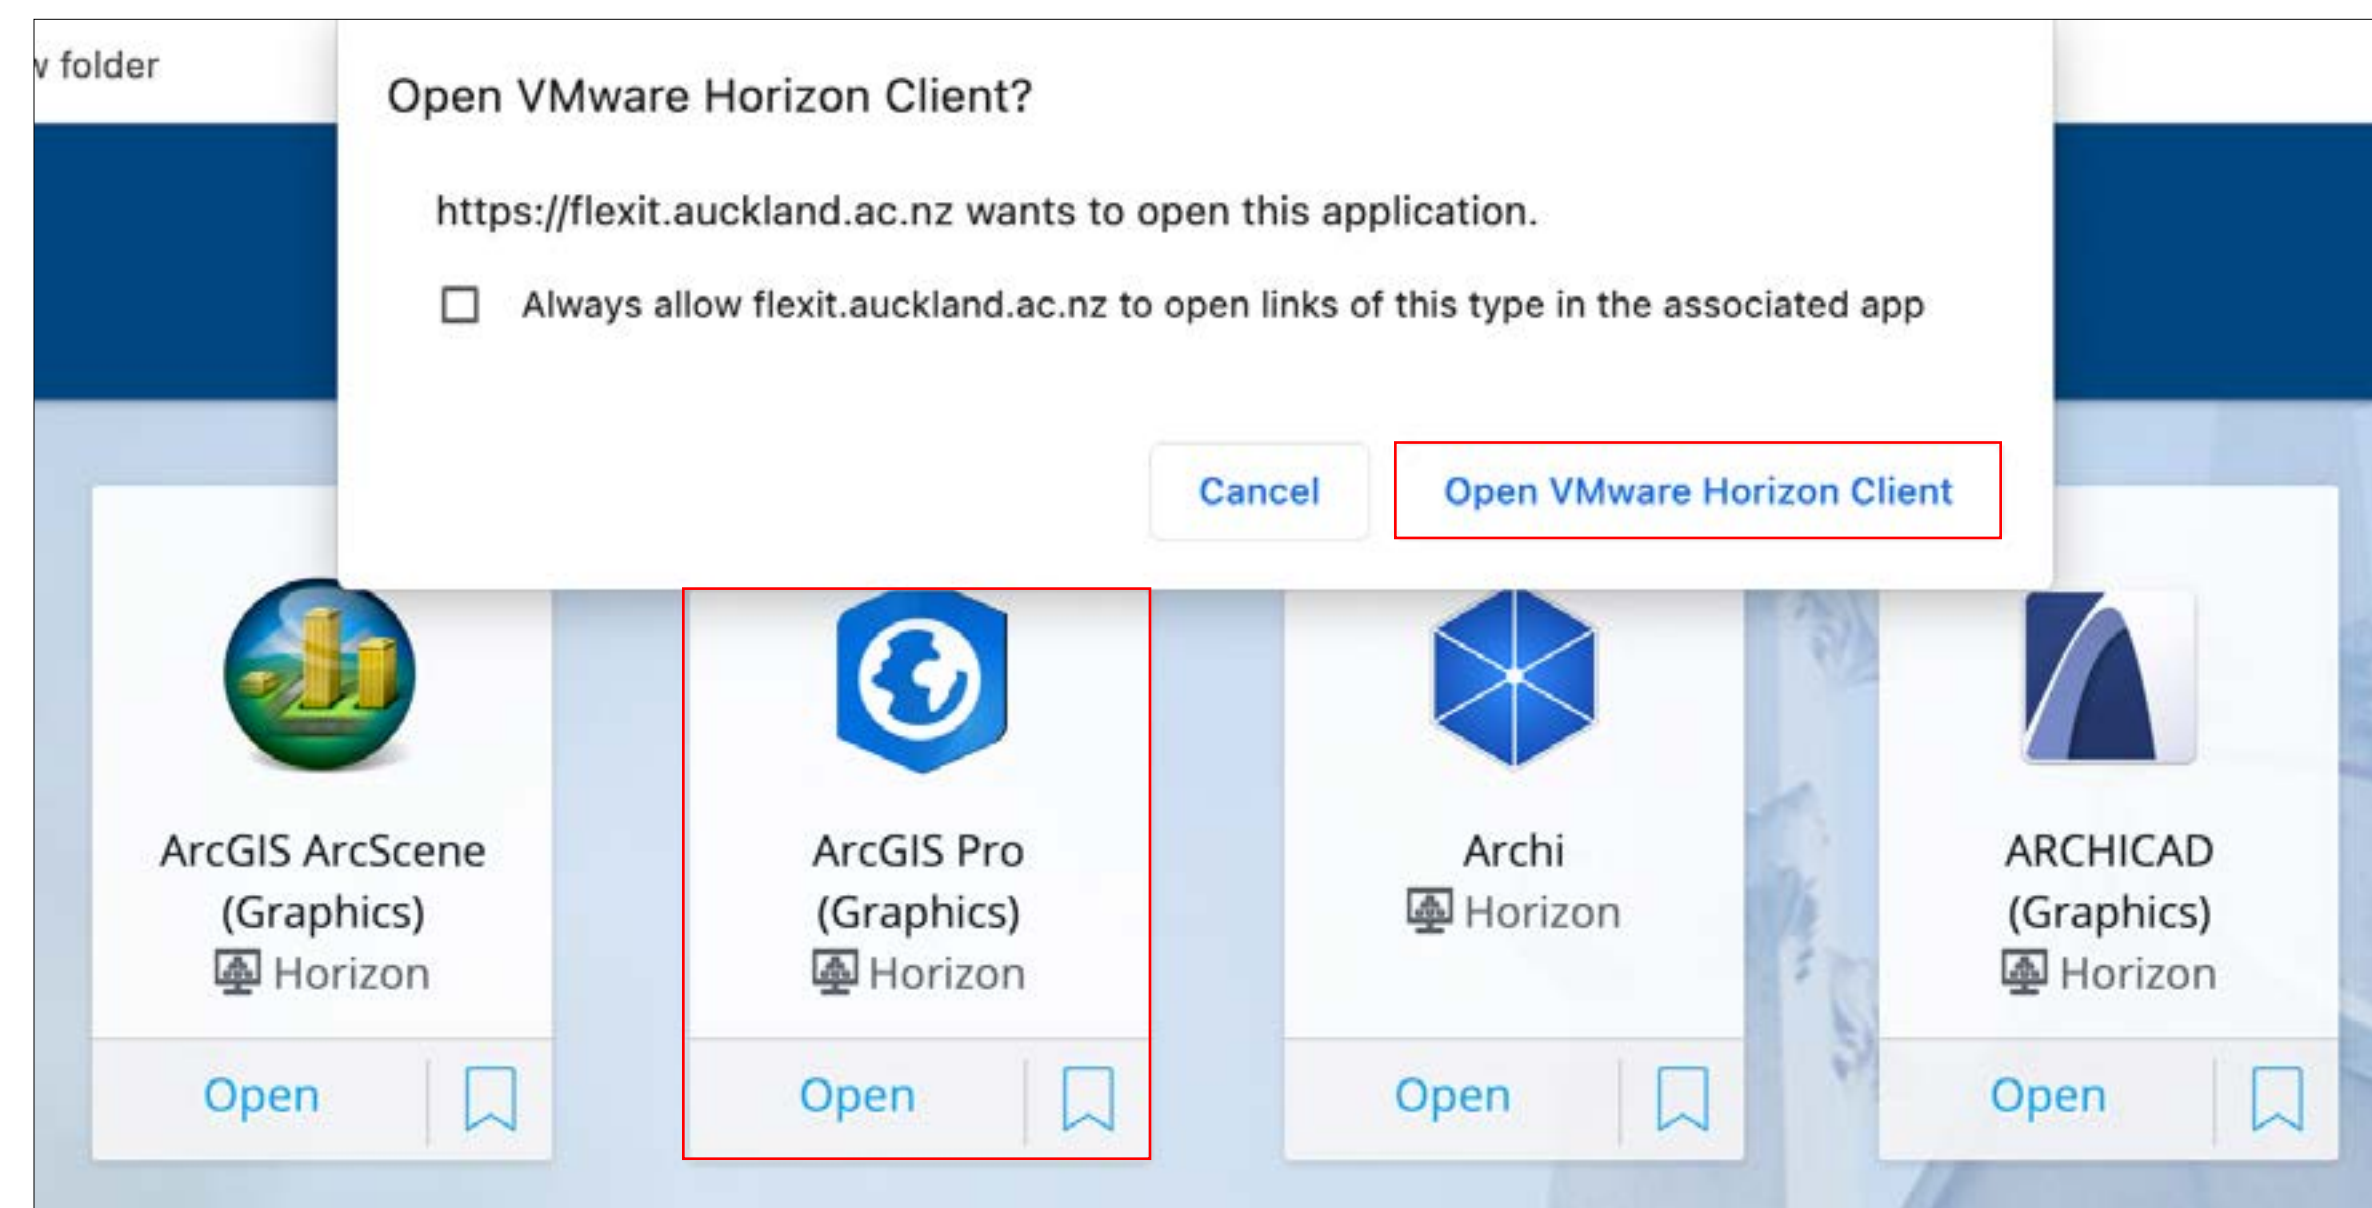 folder
Open VMware Horizon Client?
https://flexit.auckland.ac.nz wants to open this application.
Always allow flexit.auckland.ac.nz to open links of this type in the associated app
Cancel
Open VMware Horizon Client
ArcGIS ArcScene
(Graphics)
Horizon
Open
ArcGIS Pro
(Graphics)
Horizon
Open
Archi
Horizon
Open
ARCHICAD
(Graphics)
Horizon
Open